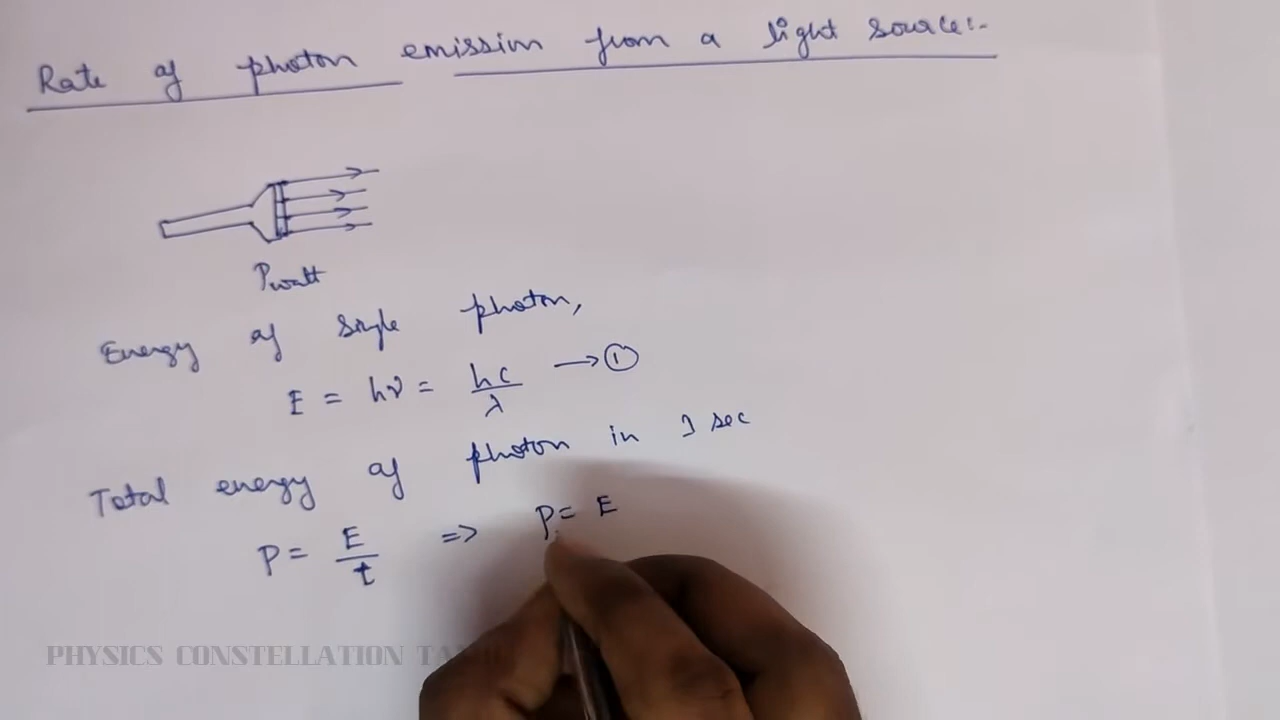 Rate of photon emission from a light source:-
Pwatt
Energy of single photon,
E = hν = hc/λ → ①
Total energy of photon in 1 sec
P = E/t => P = E
PHYSICS CONSTELLATION